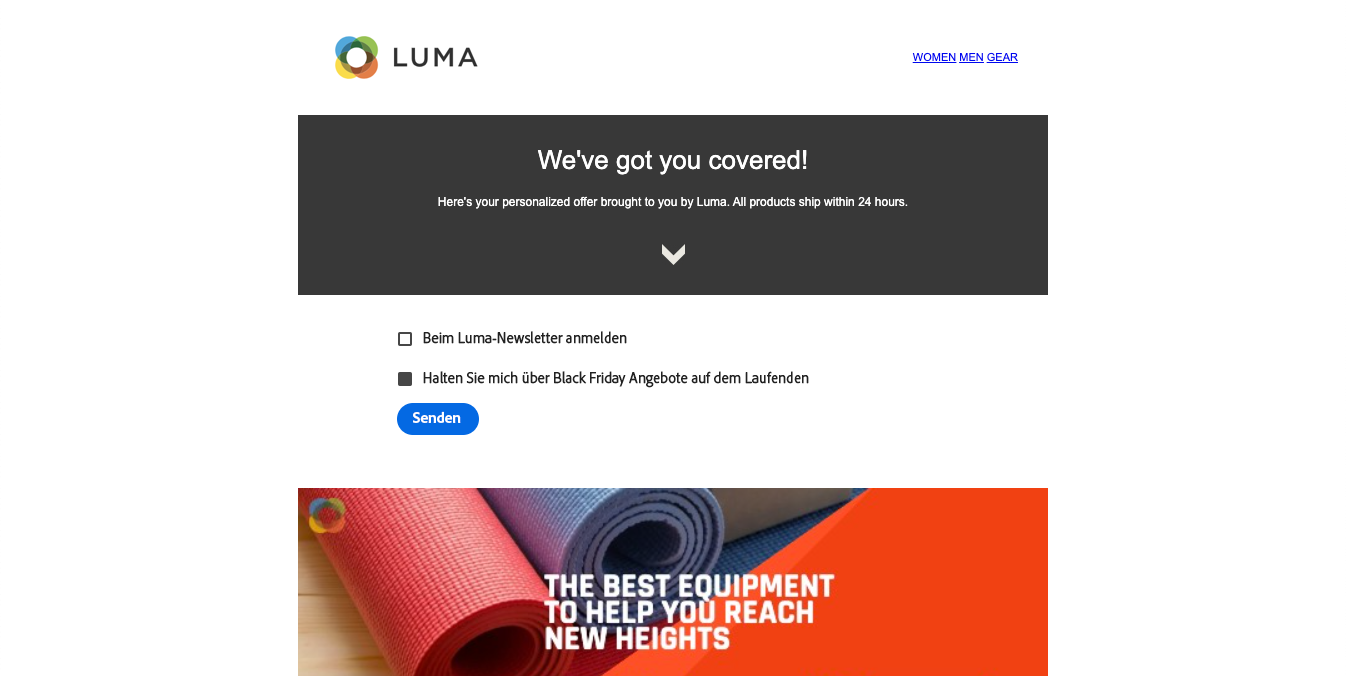 LUMA
WOMEN MEN GEAR
We've got you covered!
Here's your personalized offer brought to you by Luma. All products ship within 24 hours.
Beim Luma-Newsletter anmelden
Halten Sie mich über Black Friday Angebote auf dem Laufenden
Senden
THE BEST EQUIPMENT
TO HELP YOU REACH
NEW HEIGHTS